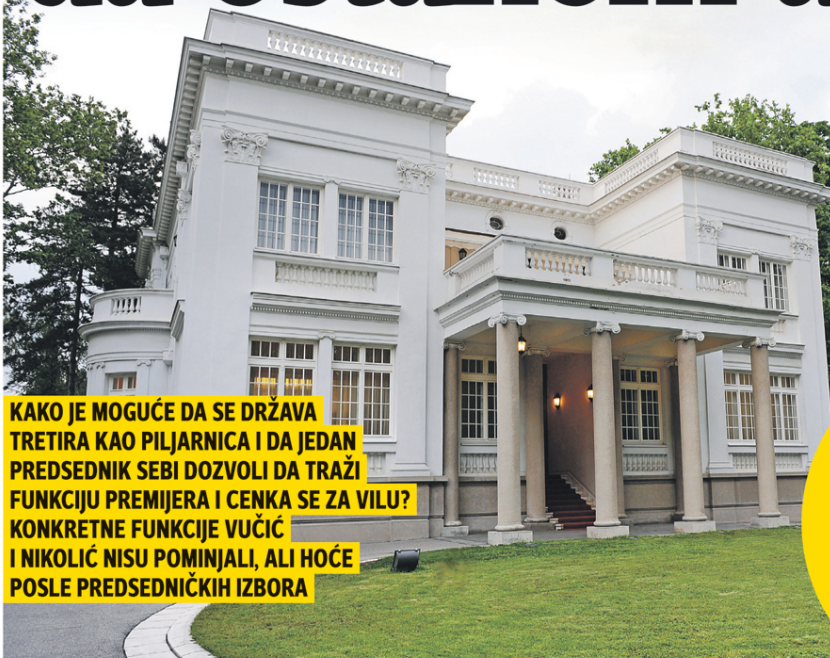 KAKO JE MOGUĆE DA SE DRŽAVA
TRETIRA KAO PILJARNICA I DA JEDAN
PREDSEDNIK SEBI DOZVOLI DA TRAŽI
FUNKCIJU PREMIJERA I CENKA SE ZA VILU?
KONKRETNE FUNKCIJE VUČIĆ
I NIKOLIĆ NISU POMINJALI, ALI HOĆE
POSLE PREDSEDNIČKIH IZBORA